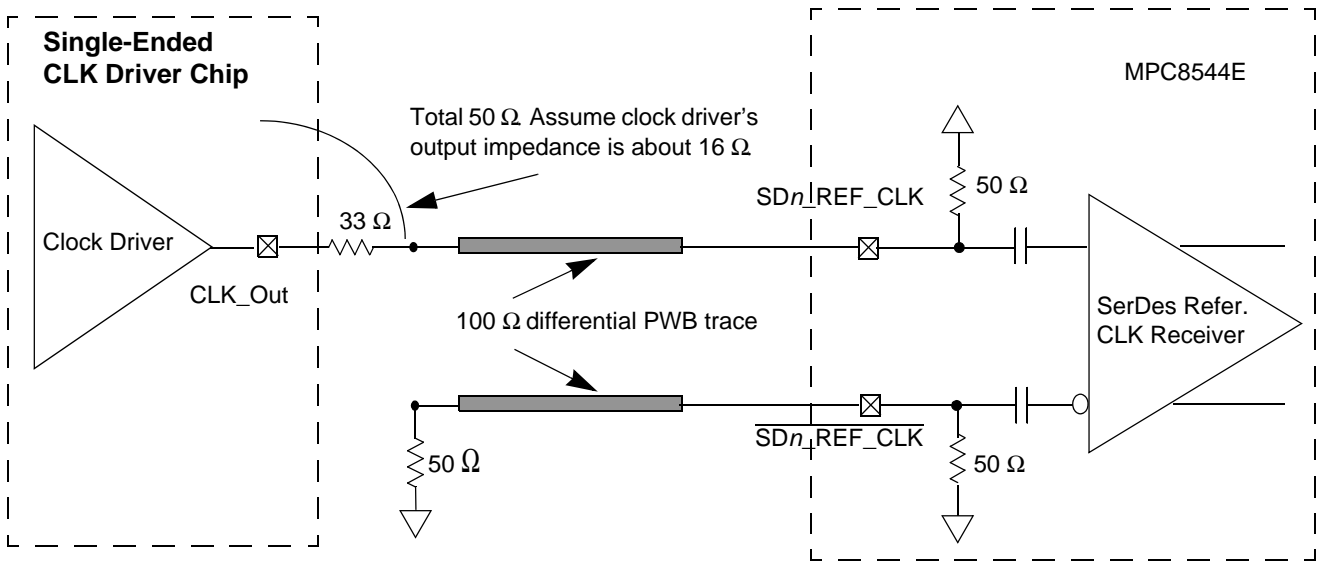 Single-Ended
CLK Driver Chip
MPC8544E
Total 50 Ω Assume clock driver's
output impedance is about 16 Ω
SDn_REF_CLK
50 Ω
33 Ω
Clock Driver
CLK_Out
SerDes Refer.
CLK Receiver
100 Ω differential PWB trace
SDn_REF_CLK
50 Ω
50 Ω